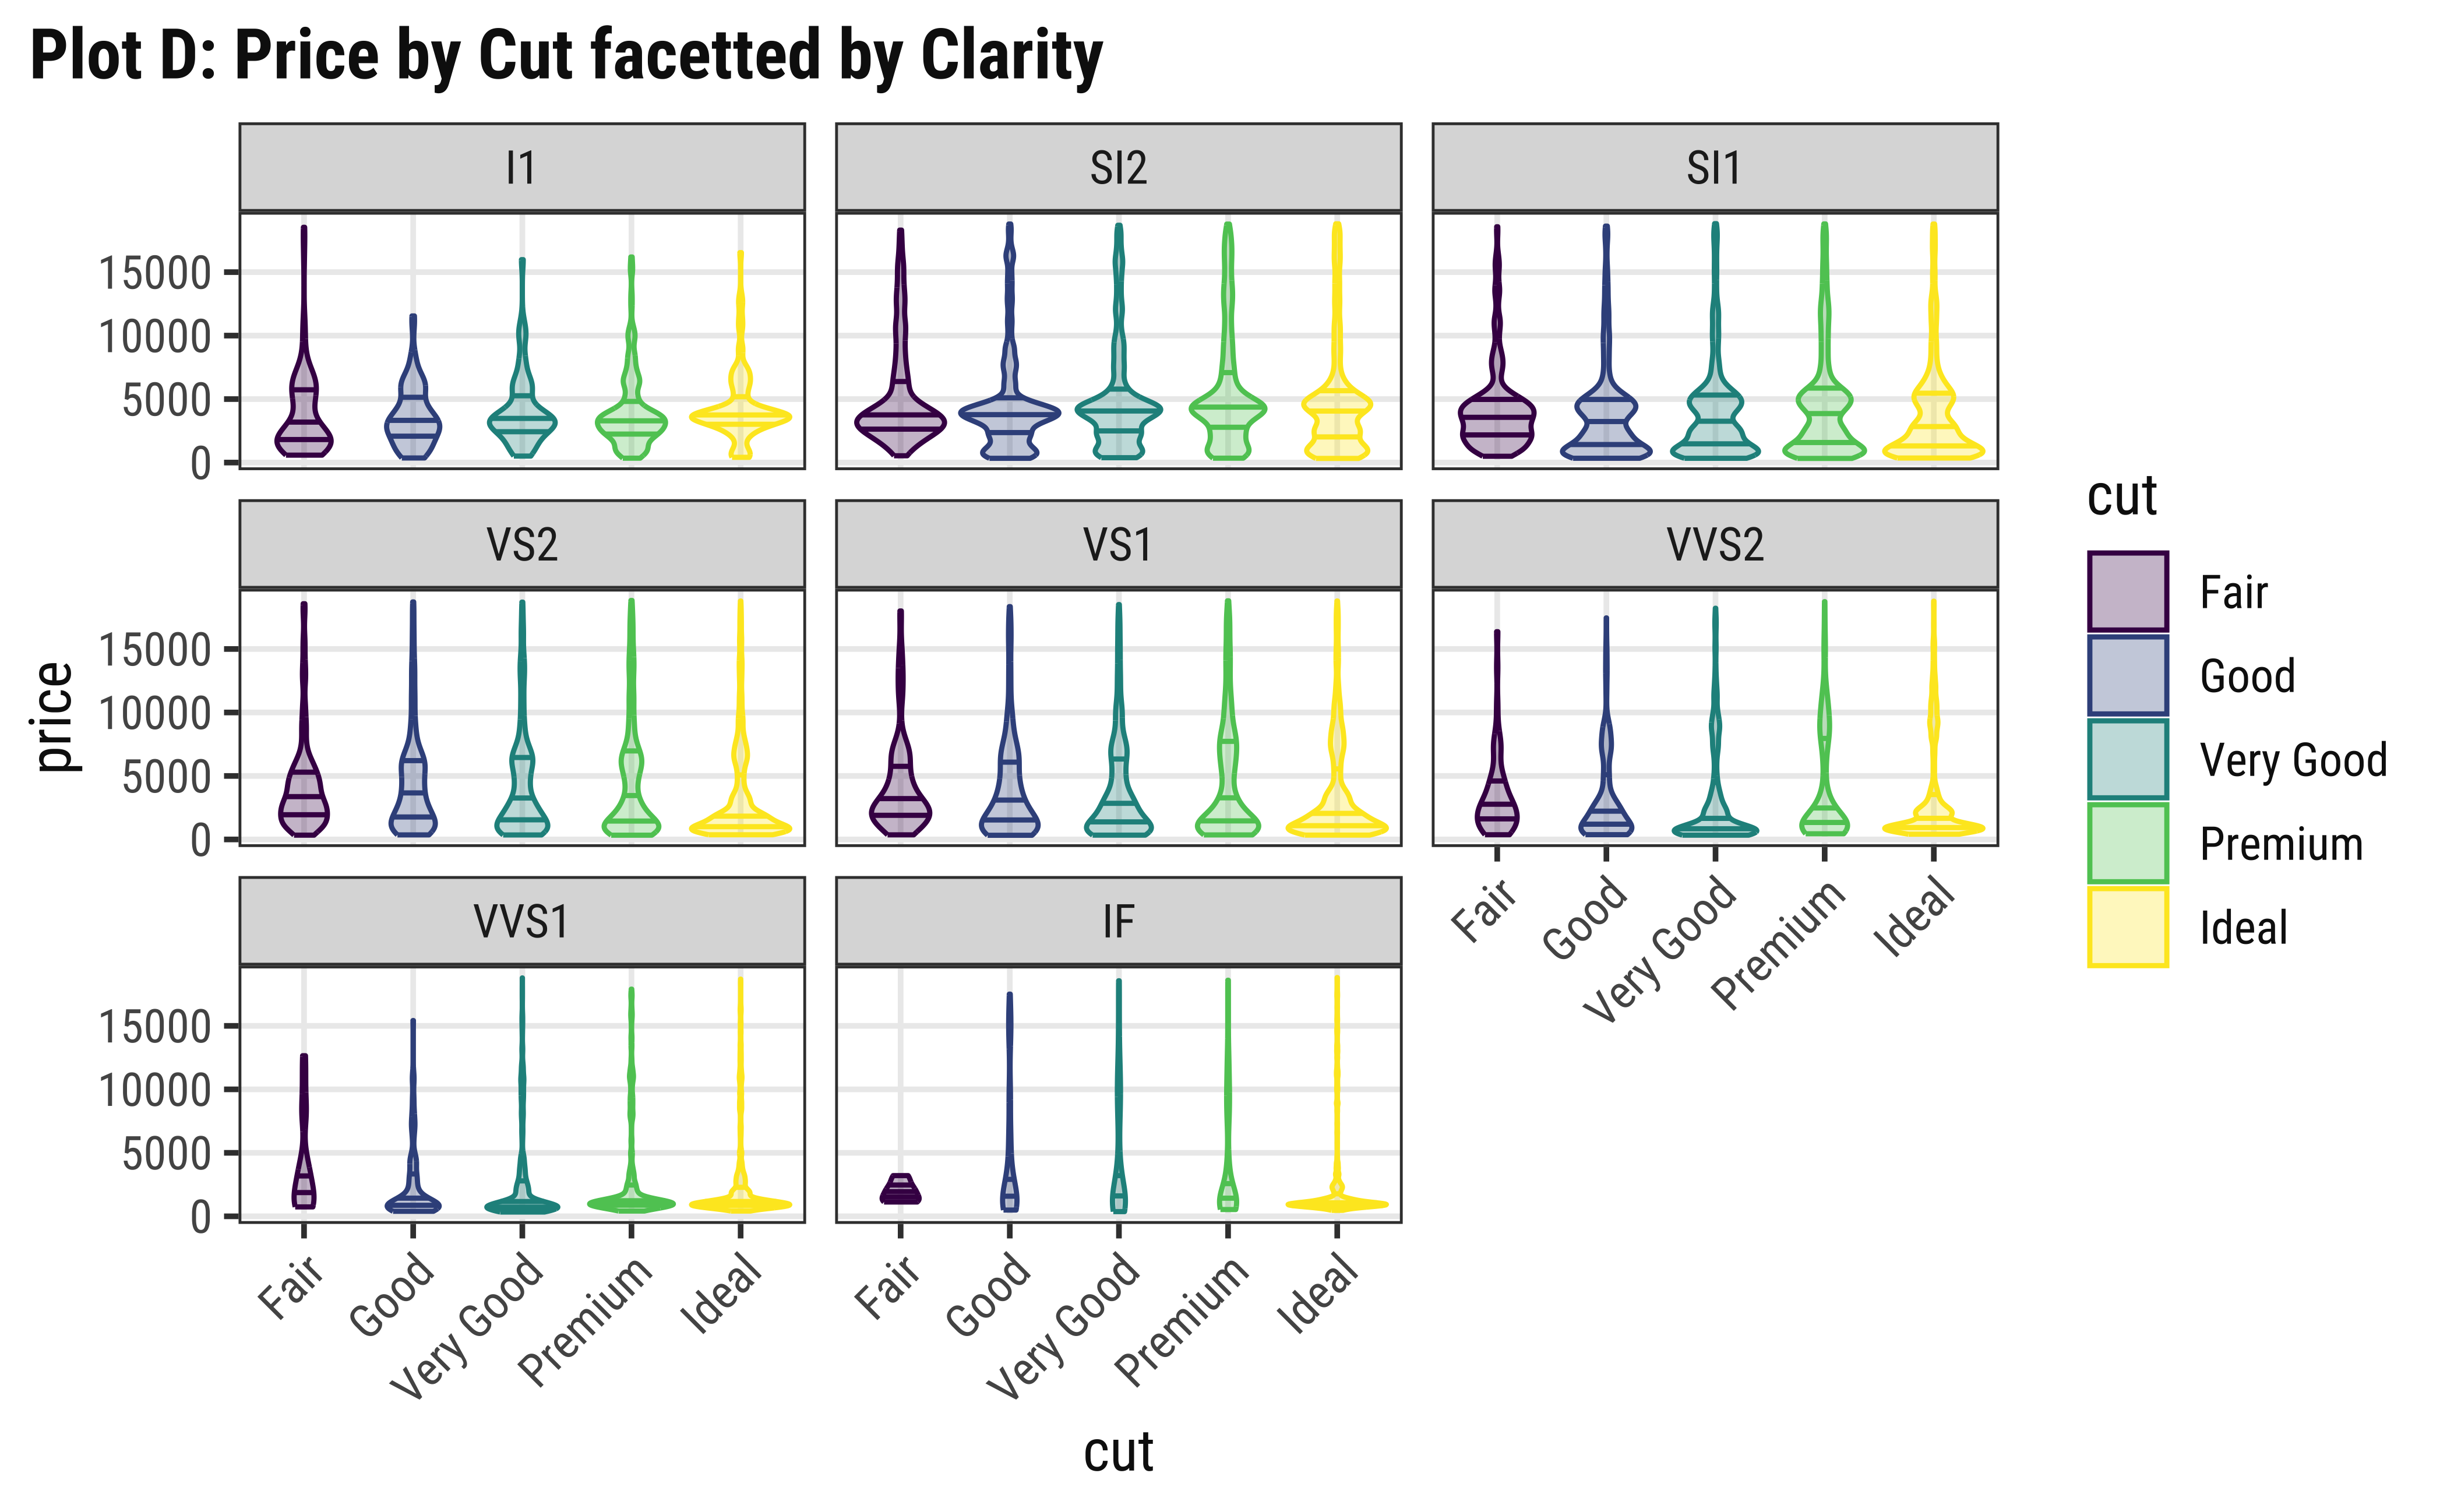 Plot D: Price by Cut facetted by Clarity
I1
SI2
SI1
15000
10000
5000
0
VS2
VS1
VVS2
15000
10000
5000
0
Fair
Good
Very Good
Premium
Ideal
VVS1
IF
15000
10000
5000
0
Fair
Good
Very Good
Premium
Ideal
Fair
Good
Very Good
Premium
Ideal
price
cut
cut
Fair
Good
Very Good
Premium
Ideal